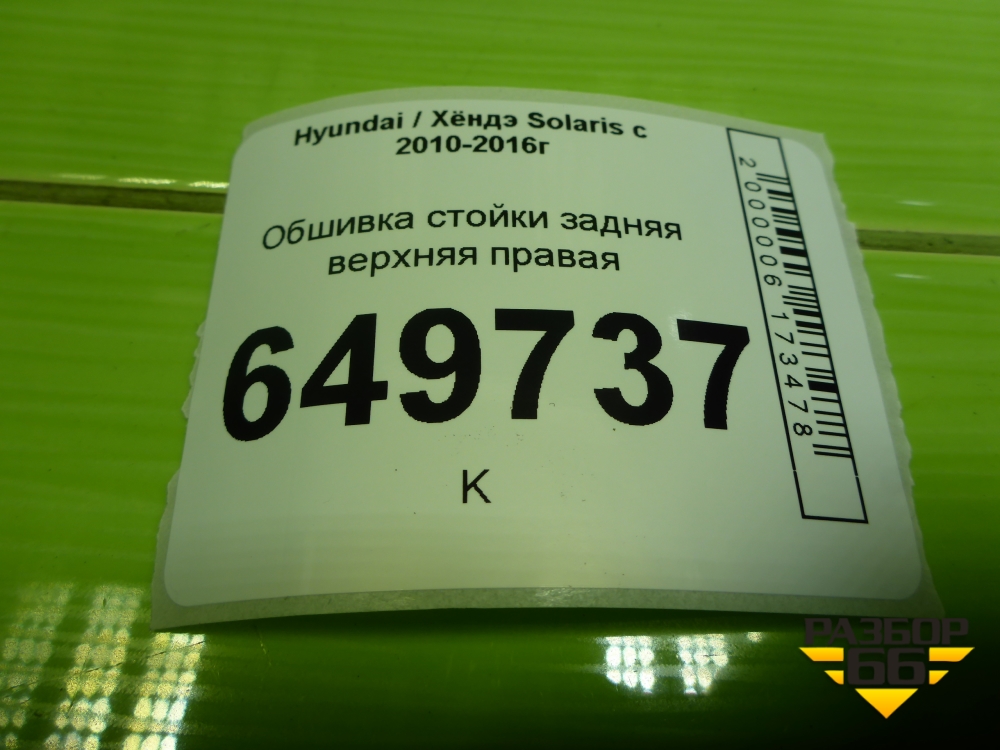 Hyundai / Хёндэ Solaris с
2010-2016г
Обшивка стойки задняя
верхняя правая
649737
К
2000006173478
РАЗБОР
66